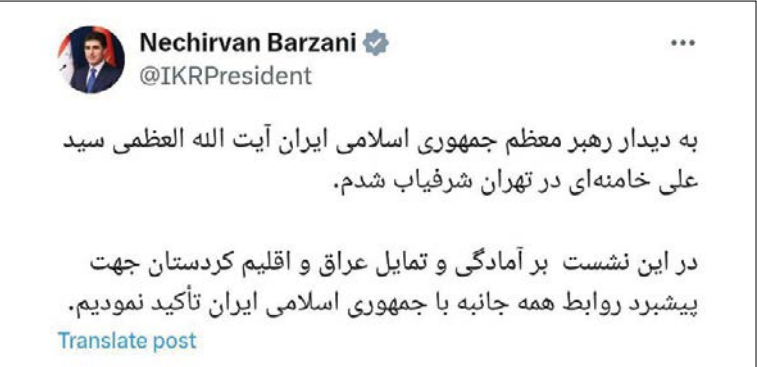 Nechirvan Barzani
@IKRPresident
به دیدار رهبر معظم جمهوری اسلامی ایران آیت الله العظمی سید
علی خامنه‌ای در تهران شرفیاب شدم.
در این نشست بر آمادگی و تمایل عراق و اقلیم کردستان جهت
پیشبرد روابط همه جانبه با جمهوری اسلامی ایران تأکید نمودیم.
Translate post